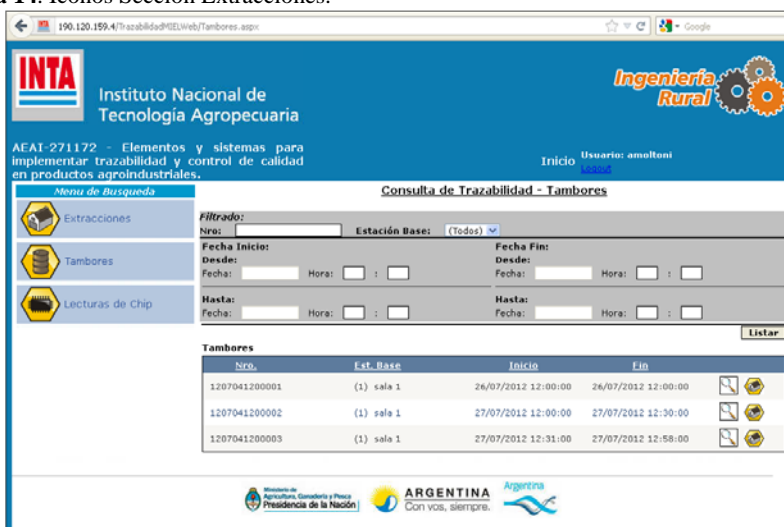 14. Iconos Sección Extracciones.
190.120.159.4/TrazabilidadMIELWeb/Tambores.aspx
Google
INTA
Instituto Nacional de
Tecnología Agropecuaria
Ingeniería
Rural
AEAI-271172 - Elementos y sistemas para
implementar trazabilidad y control de calidad
en productos agroindustriales.
Inicio
Usuario: amoltoni
Logout
Menu de Busqueda
Extracciones
Tambores
Lecturas de Chip
Consulta de Trazabilidad - Tambores
Filtrado:
Nro: Estación Base: (Todos)
Fecha Inicio: Fecha Fin:
Desde: Desde:
Fecha: Hora: : Fecha: Hora: :
Hasta: Hasta:
Fecha: Hora: : Fecha: Hora: :
Listar
Tambores
Nro. Est. Base Inicio Fin
1207041200001 (1) sala 1 26/07/2012 12:00:00 26/07/2012 12:00:00
1207041200002 (1) sala 1 27/07/2012 12:00:00 27/07/2012 12:30:00
1207041200003 (1) sala 1 27/07/2012 12:31:00 27/07/2012 12:58:00
Ministerio de
Agricultura, Ganadería y Pesca
Presidencia de la Nación
ARGENTINA
Con vos, siempre.
Argentina